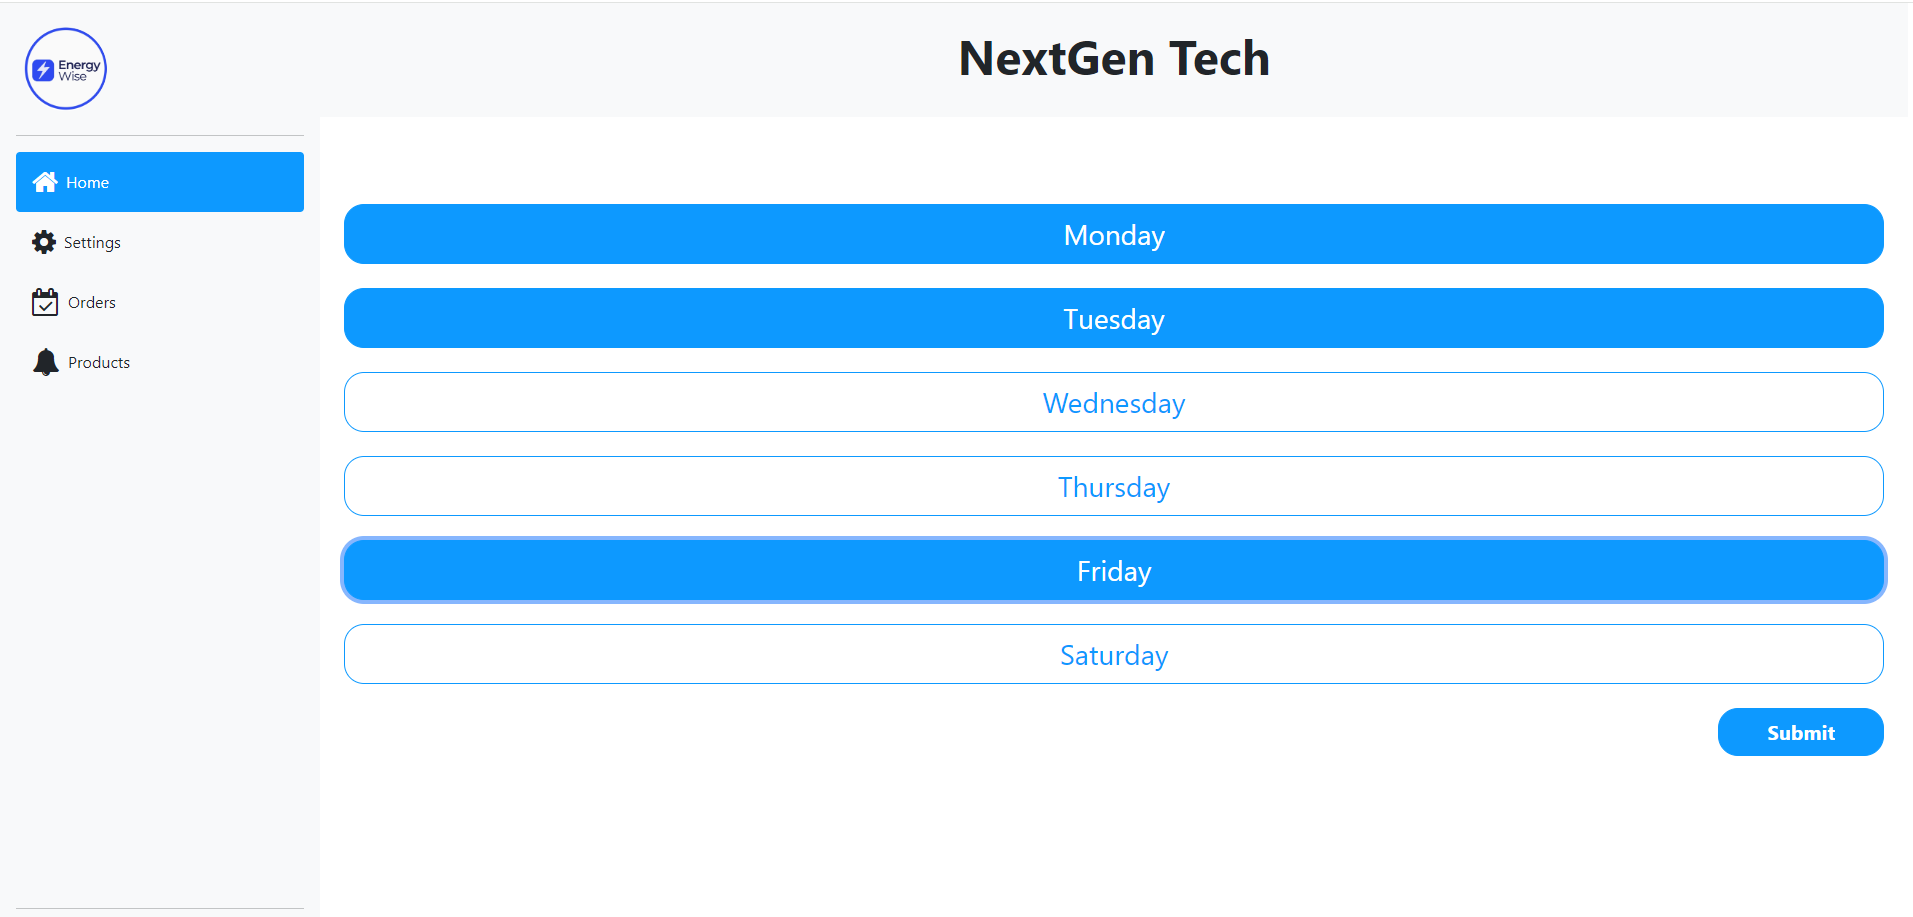 Energy
Wise
NextGen Tech
Home
Settings
Orders
Products
Monday
Tuesday
Wednesday
Thursday
Friday
Saturday
Submit